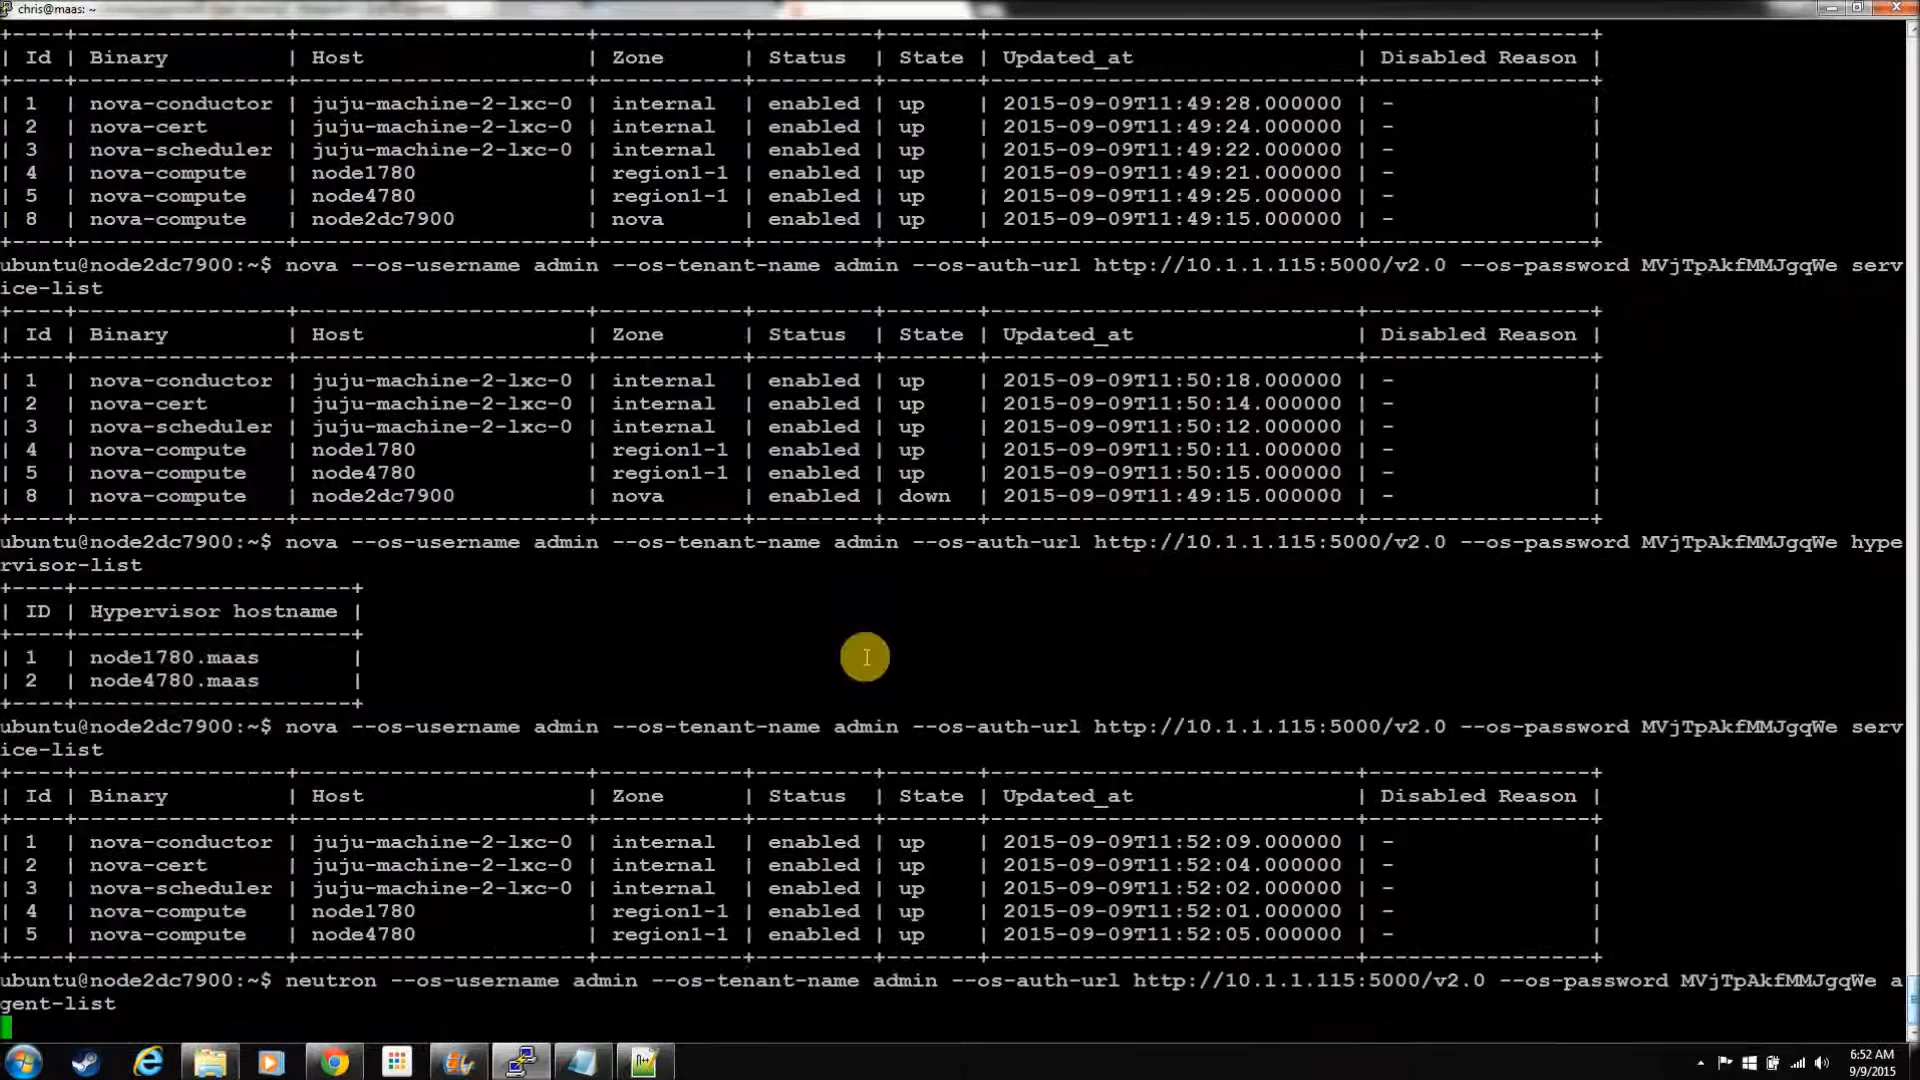 chris@maas: ~
+----+------------------+----------------------+-----------+---------+-------+----------------------------+-----------------+
| Id | Binary | Host | Zone | Status | State | Updated_at | Disabled Reason |
+----+------------------+----------------------+-----------+---------+-------+----------------------------+-----------------+
| 1 | nova-conductor | juju-machine-2-lxc-0 | internal | enabled | up | 2015-09-09T11:49:28.000000 | - |
| 2 | nova-cert | juju-machine-2-lxc-0 | internal | enabled | up | 2015-09-09T11:49:24.000000 | - |
| 3 | nova-scheduler | juju-machine-2-lxc-0 | internal | enabled | up | 2015-09-09T11:49:22.000000 | - |
| 4 | nova-compute | node1780 | region1-1 | enabled | up | 2015-09-09T11:49:21.000000 | - |
| 5 | nova-compute | node4780 | region1-1 | enabled | up | 2015-09-09T11:49:25.000000 | - |
| 8 | nova-compute | node2dc7900 | nova | enabled | up | 2015-09-09T11:49:15.000000 | - |
+----+------------------+----------------------+-----------+---------+-------+----------------------------+-----------------+
ubuntu@node2dc7900:~$ nova --os-username admin --os-tenant-name admin --os-auth-url http://10.1.1.115:5000/v2.0 --os-password MVjTpAkfMMJgqWe serv
ice-list
+----+------------------+----------------------+-----------+---------+-------+----------------------------+-----------------+
| Id | Binary | Host | Zone | Status | State | Updated_at | Disabled Reason |
+----+------------------+----------------------+-----------+---------+-------+----------------------------+-----------------+
| 1 | nova-conductor | juju-machine-2-lxc-0 | internal | enabled | up | 2015-09-09T11:50:18.000000 | - |
| 2 | nova-cert | juju-machine-2-lxc-0 | internal | enabled | up | 2015-09-09T11:50:14.000000 | - |
| 3 | nova-scheduler | juju-machine-2-lxc-0 | internal | enabled | up | 2015-09-09T11:50:12.000000 | - |
| 4 | nova-compute | node1780 | region1-1 | enabled | up | 2015-09-09T11:50:11.000000 | - |
| 5 | nova-compute | node4780 | region1-1 | enabled | up | 2015-09-09T11:50:15.000000 | - |
| 8 | nova-compute | node2dc7900 | nova | enabled | down | 2015-09-09T11:49:15.000000 | - |
+----+------------------+----------------------+-----------+---------+-------+----------------------------+-----------------+
ubuntu@node2dc7900:~$ nova --os-username admin --os-tenant-name admin --os-auth-url http://10.1.1.115:5000/v2.0 --os-password MVjTpAkfMMJgqWe hype
rvisor-list
+----+---------------------+
| ID | Hypervisor hostname |
+----+---------------------+
| 1 | node1780.maas |
| 2 | node4780.maas |
+----+---------------------+
ubuntu@node2dc7900:~$ nova --os-username admin --os-tenant-name admin --os-auth-url http://10.1.1.115:5000/v2.0 --os-password MVjTpAkfMMJgqWe serv
ice-list
+----+------------------+----------------------+-----------+---------+-------+----------------------------+-----------------+
| Id | Binary | Host | Zone | Status | State | Updated_at | Disabled Reason |
+----+------------------+----------------------+-----------+---------+-------+----------------------------+-----------------+
| 1 | nova-conductor | juju-machine-2-lxc-0 | internal | enabled | up | 2015-09-09T11:52:09.000000 | - |
| 2 | nova-cert | juju-machine-2-lxc-0 | internal | enabled | up | 2015-09-09T11:52:04.000000 | - |
| 3 | nova-scheduler | juju-machine-2-lxc-0 | internal | enabled | up | 2015-09-09T11:52:02.000000 | - |
| 4 | nova-compute | node1780 | region1-1 | enabled | up | 2015-09-09T11:52:01.000000 | - |
| 5 | nova-compute | node4780 | region1-1 | enabled | up | 2015-09-09T11:52:05.000000 | - |
+----+------------------+----------------------+-----------+---------+-------+----------------------------+-----------------+
ubuntu@node2dc7900:~$ neutron --os-username admin --os-tenant-name admin --os-auth-url http://10.1.1.115:5000/v2.0 --os-password MVjTpAkfMMJgqWe a
gent-list
6:52 AM
9/9/2015